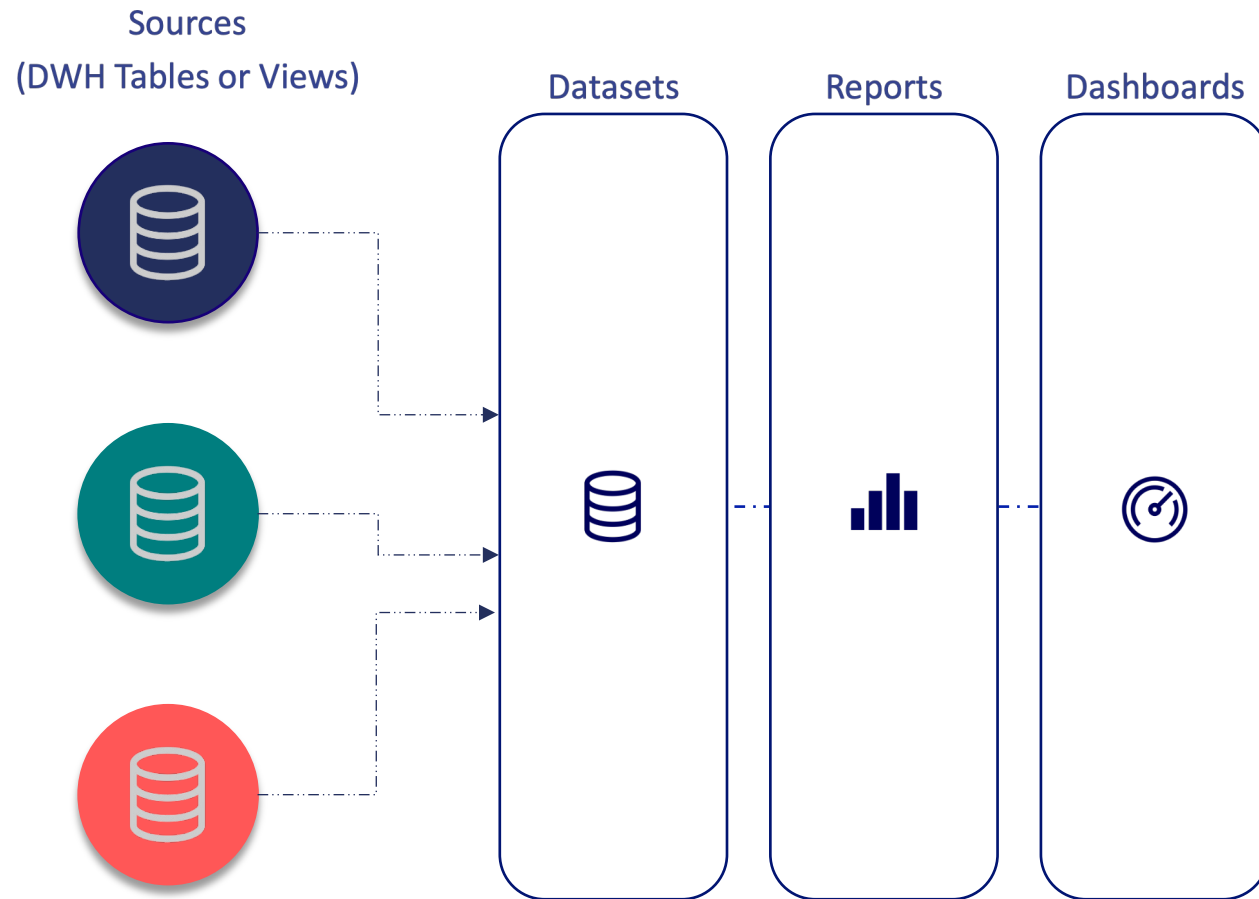 Sources
(DWH Tables or Views)
Datasets
Reports
Dashboards